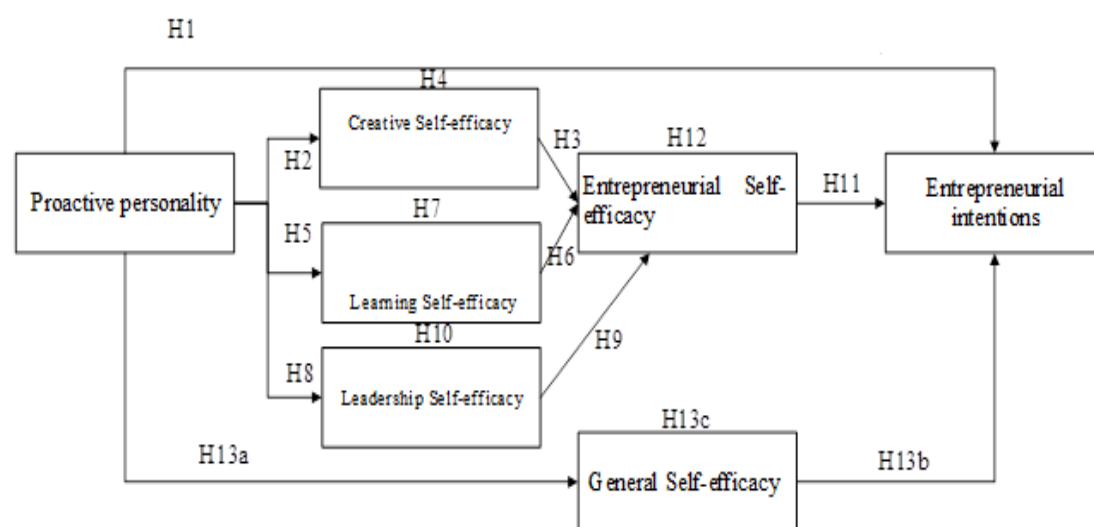 H1
H4
Creative Self-efficacy
H2
H3
H12
Proactive personality
Entrepreneurial Self-
efficacy
H11
Entrepreneurial
intentions
H7
H5
H6
Learning Self-efficacy
H10
H8
Leadership Self-efficacy
H9
H13c
H13a
General Self-efficacy
H13b